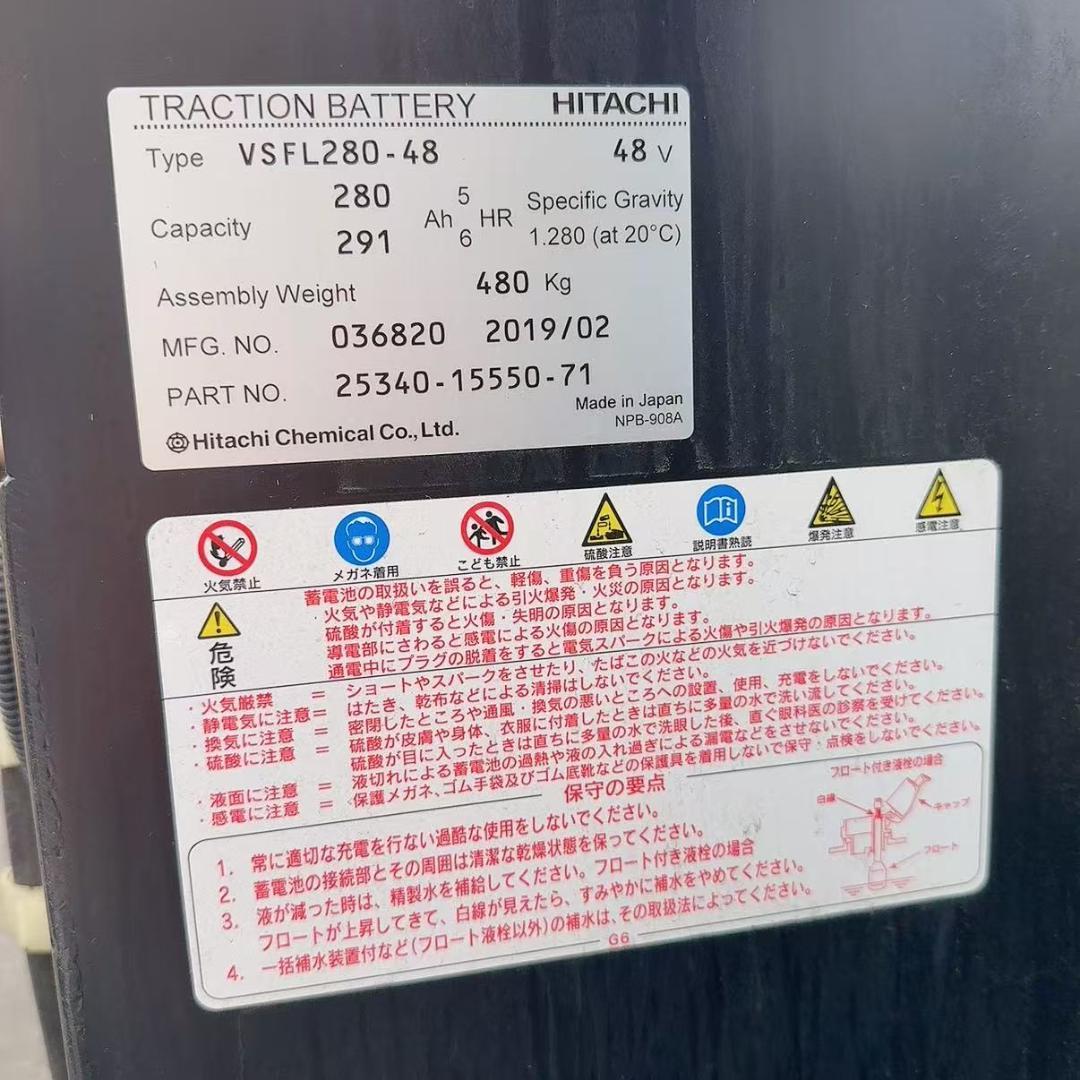 TRACTION BATTERY HITACHI
Type VSFL280-48 48 V
Capacity 280 Ah 5 HR Specific Gravity
291 6 1.280 (at 20°C)
Assembly Weight 480 Kg
MFG. NO. 036820 2019/02
PART NO. 25340-15550-71
Made in Japan
Hitachi Chemical Co., Ltd. NPB-908A
火気禁止 メガネ着用 こども禁止 硫酸注意 説明書熟読 爆発注意 感電注意
危険
蓄電池の取扱いを誤ると、軽傷、重傷を負う原因となります。
・火気や静電気などによる引火爆発・火災の原因となります。
硫酸が付着すると火傷・失明の原因となります。
導電部にさわると感電による火傷の原因となります。
通電中にプラグの脱着をすると電気スパークによる火傷や引火爆発の原因となります。
・火気厳禁 = ショートやスパークをさせたり、たばこの火などの火気を近づけないでください。
・静電気に注意= はたき、乾布などによる清掃はしないでください。
・換気に注意 = 密閉したところや通風・換気の悪いところへの設置、使用、充電をしないでください。
・硫酸に注意 = 硫酸が皮膚や身体、衣服に付着したときは直ちに多量の水で洗い流してください。
硫酸が目に入ったときは直ちに多量の水で洗眼した後、直ぐ眼科医の診察を受けてください。
・液面に注意 = 液切れによる蓄電池の過熱や液の入れ過ぎによる漏電などをさせないでください。
・感電に注意 = 保護メガネ、ゴム手袋及びゴム底靴などの保護具を着用しないで保守・点検をしないでください。
保守の要点
1. 常に適切な充電を行ない過酷な使用をしないでください。
2. 蓄電池の接続部とその周囲は清潔な乾燥状態を保ってください。
3. 液が減った時は、精製水を補給してください。フロート付き液栓の場合
フロートが上昇してきて、白線が見えたら、すみやかに補水をやめてください。
4. 一括補水装置付など(フロート液栓以外)の補水は、その取扱法によってください。
フロート付き液栓の場合
白線
キャップ
フロート
G6